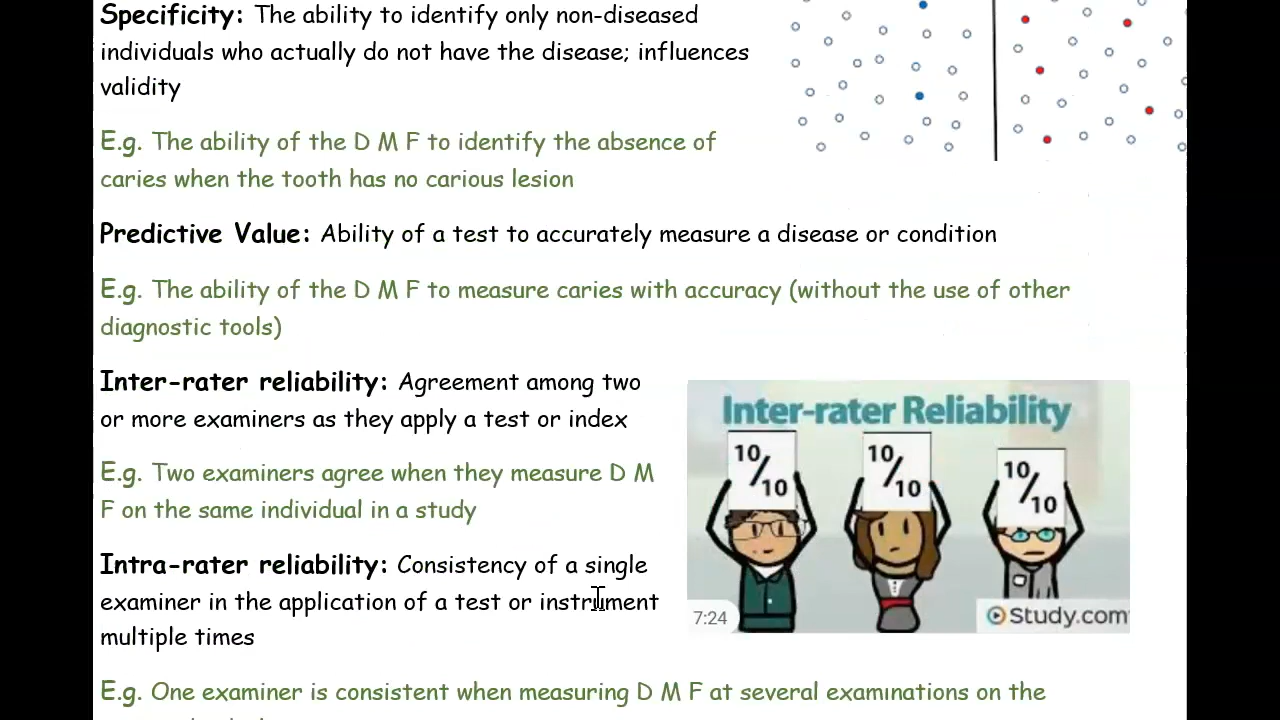 Specificity: The ability to identify only non-diseased
individuals who actually do not have the disease; influences
validity
E.g. The ability of the D M F to identify the absence of
caries when the tooth has no carious lesion
Predictive Value: Ability of a test to accurately measure a disease or condition
E.g. The ability of the D M F to measure caries with accuracy (without the use of other
diagnostic tools)
Inter-rater reliability: Agreement among two
or more examiners as they apply a test or index
E.g. Two examiners agree when they measure D M
F on the same individual in a study
Intra-rater reliability: Consistency of a single
examiner in the application of a test or instrument
multiple times
E.g. One examiner is consistent when measuring D M F at several examinations on the
Inter-rater Reliability
10/10
10/10
10/10
7:24
Study.com